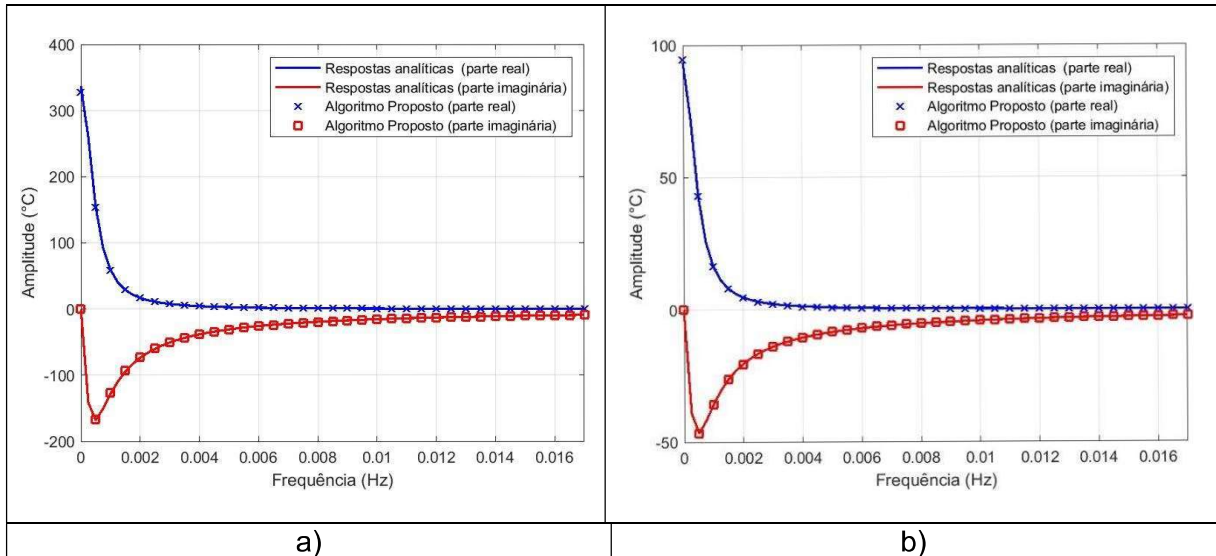 400
300
200
100
0
-100
-200
Amplitude (°C)
Respostas analíticas (parte real)
Respostas analíticas (parte imaginária)
Algoritmo Proposto (parte real)
Algoritmo Proposto (parte imaginária)
0 0.002 0.004 0.006 0.008 0.01 0.012 0.014 0.016
Frequência (Hz)
a)
100
50
0
-50
Amplitude (°C)
Respostas analíticas (parte real)
Respostas analíticas (parte imaginária)
Algoritmo Proposto (parte real)
Algoritmo Proposto (parte imaginária)
0 0.002 0.004 0.006 0.008 0.01 0.012 0.014 0.016
Frequência (Hz)
b)